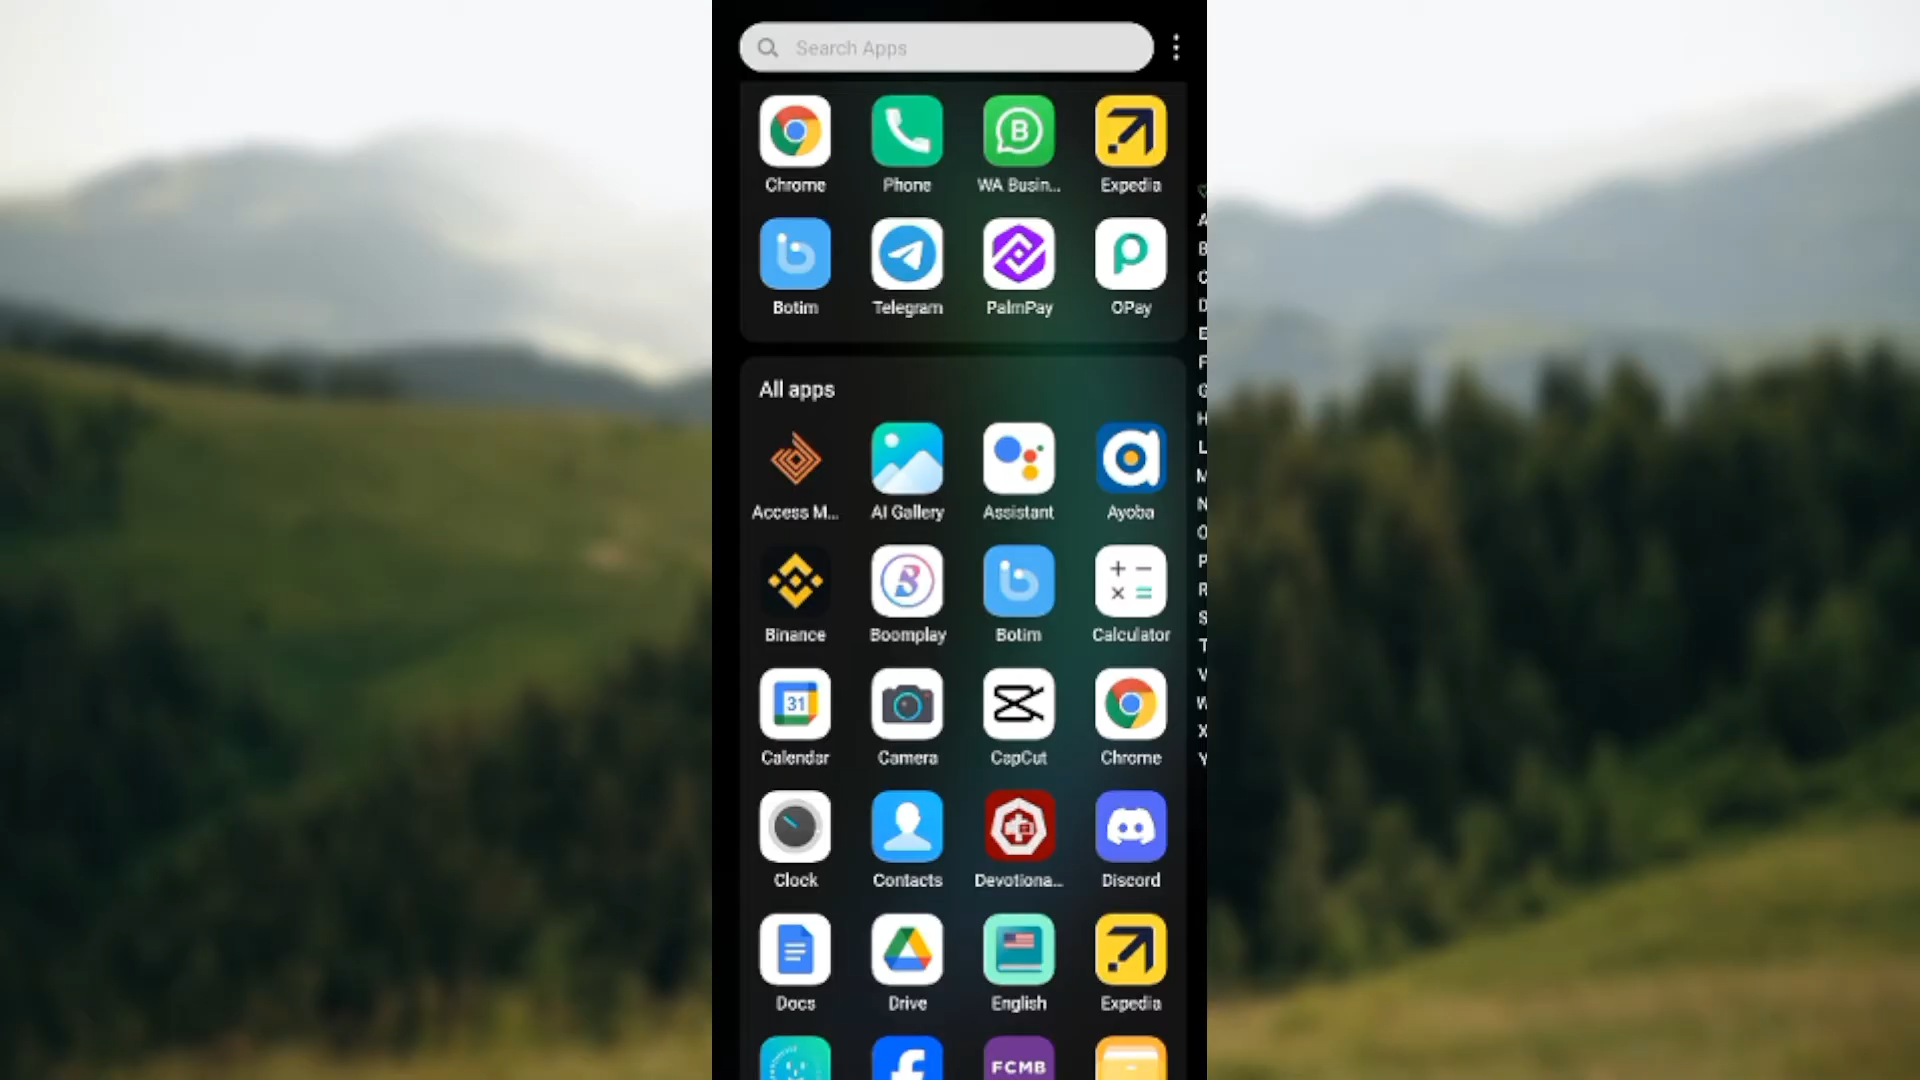 Search Apps
Chrome Phone WA Busin... Expedia
Botim Telegram PalmPay OPay
All apps
Access M... AI Gallery Assistant Ayoba
Binance Boomplay Botim Calculator
31
Calendar Camera CapCut Chrome
Clock Contacts Devotiona... Discord
Docs Drive English Expedia
FCMB
A
B
C
D
E
F
G
H
L
M
N
O
P
R
S
T
V
W
X
Y